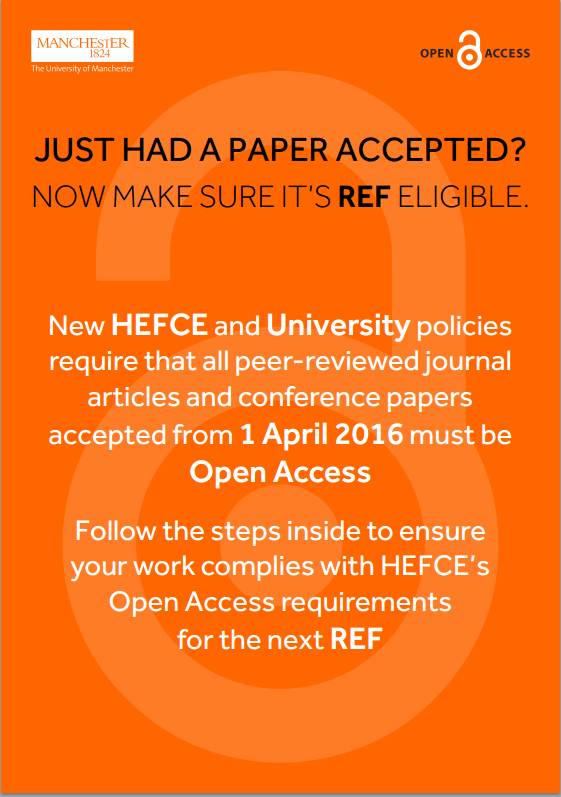 MANCHESTER
1824
The University of Manchester
OPEN ACCESS
JUST HAD A PAPER ACCEPTED?
NOW MAKE SURE IT'S REF ELIGIBLE.
New HEFCE and University policies
require that all peer-reviewed journal
articles and conference papers
accepted from 1 April 2016 must be
Open Access
Follow the steps inside to ensure
your work complies with HEFCE's
Open Access requirements
for the next REF